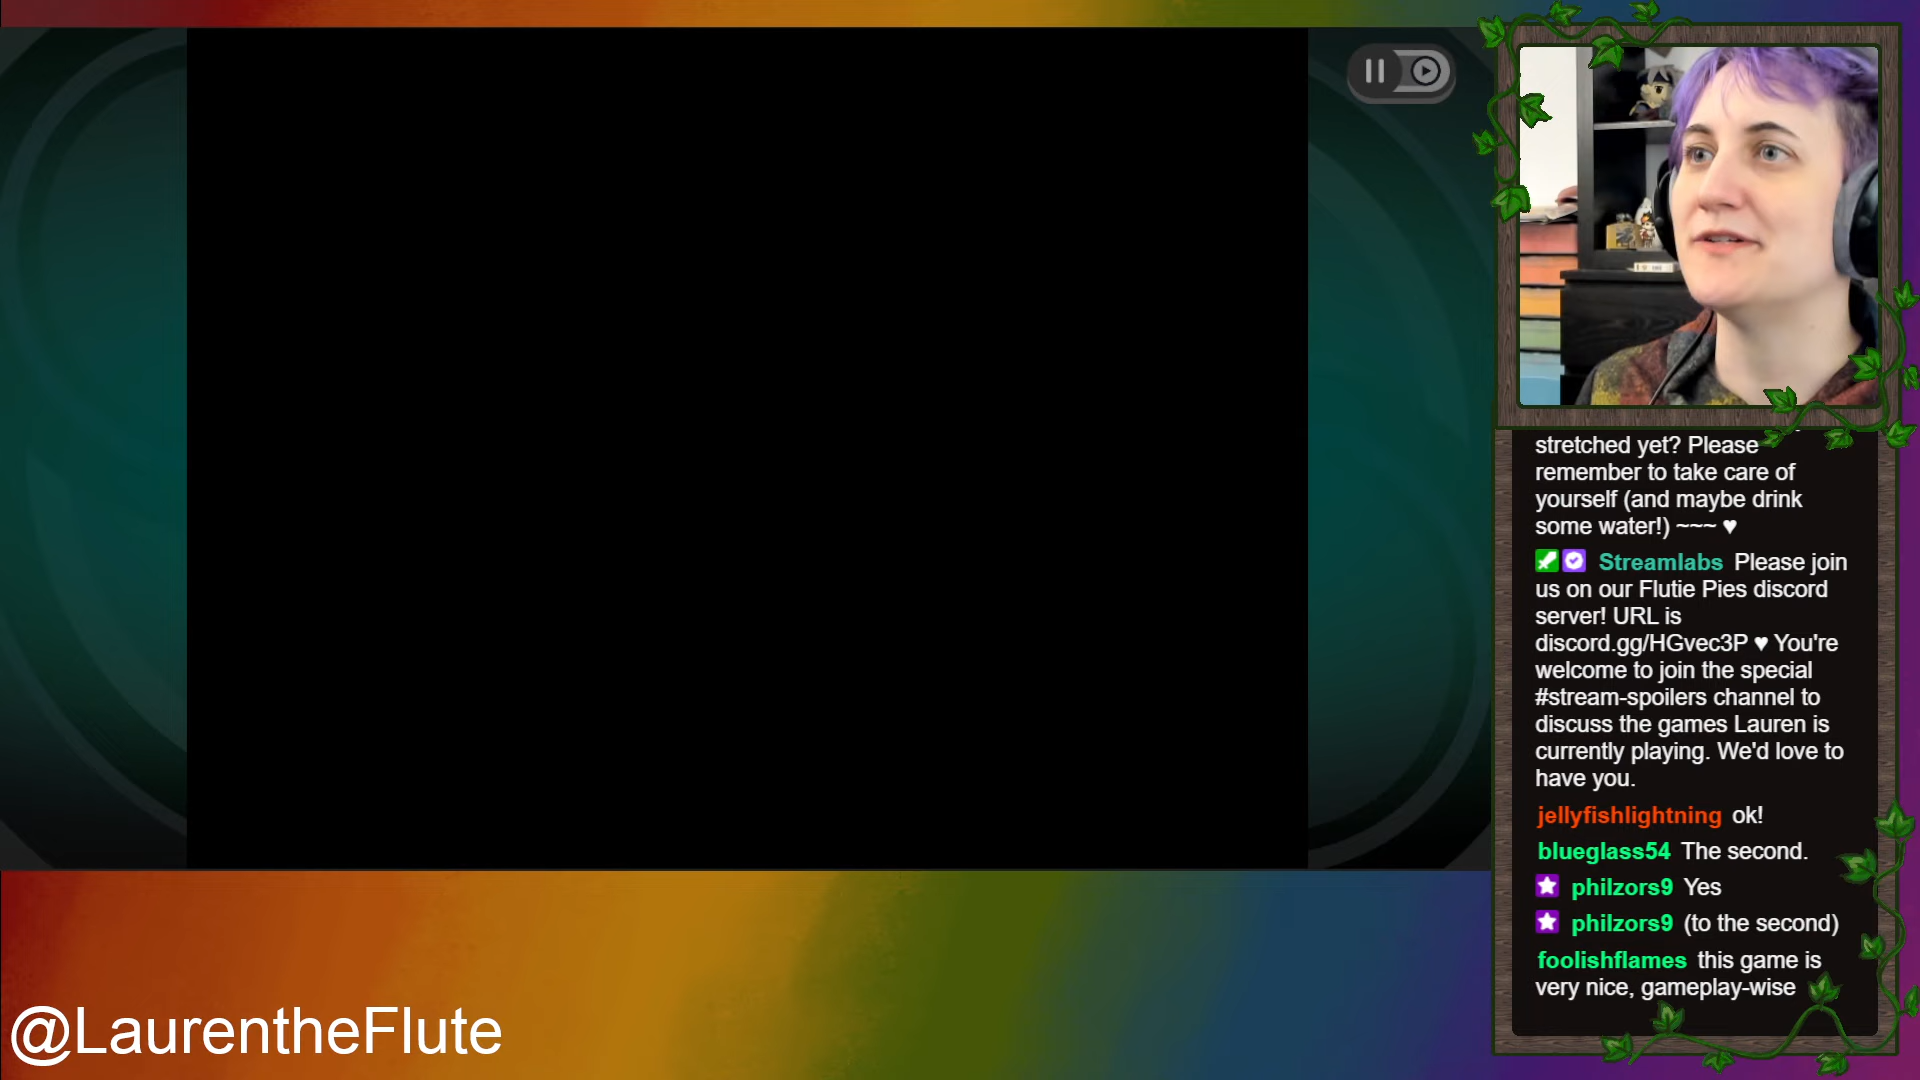 stretched yet? Please
remember to take care of
yourself (and maybe drink
some water!) ~~~ ♥
Streamlabs Please join
us on our Flutie Pies discord
server! URL is
discord.gg/HGvec3P ♥ You're
welcome to join the special
#stream-spoilers channel to
discuss the games Lauren is
currently playing. We'd love to
have you.
jellyfishlightning ok!
blueglass54 The second.
philzors9 Yes
philzors9 (to the second)
foolishflames this game is
very nice, gameplay-wise
@LaurentheFlute